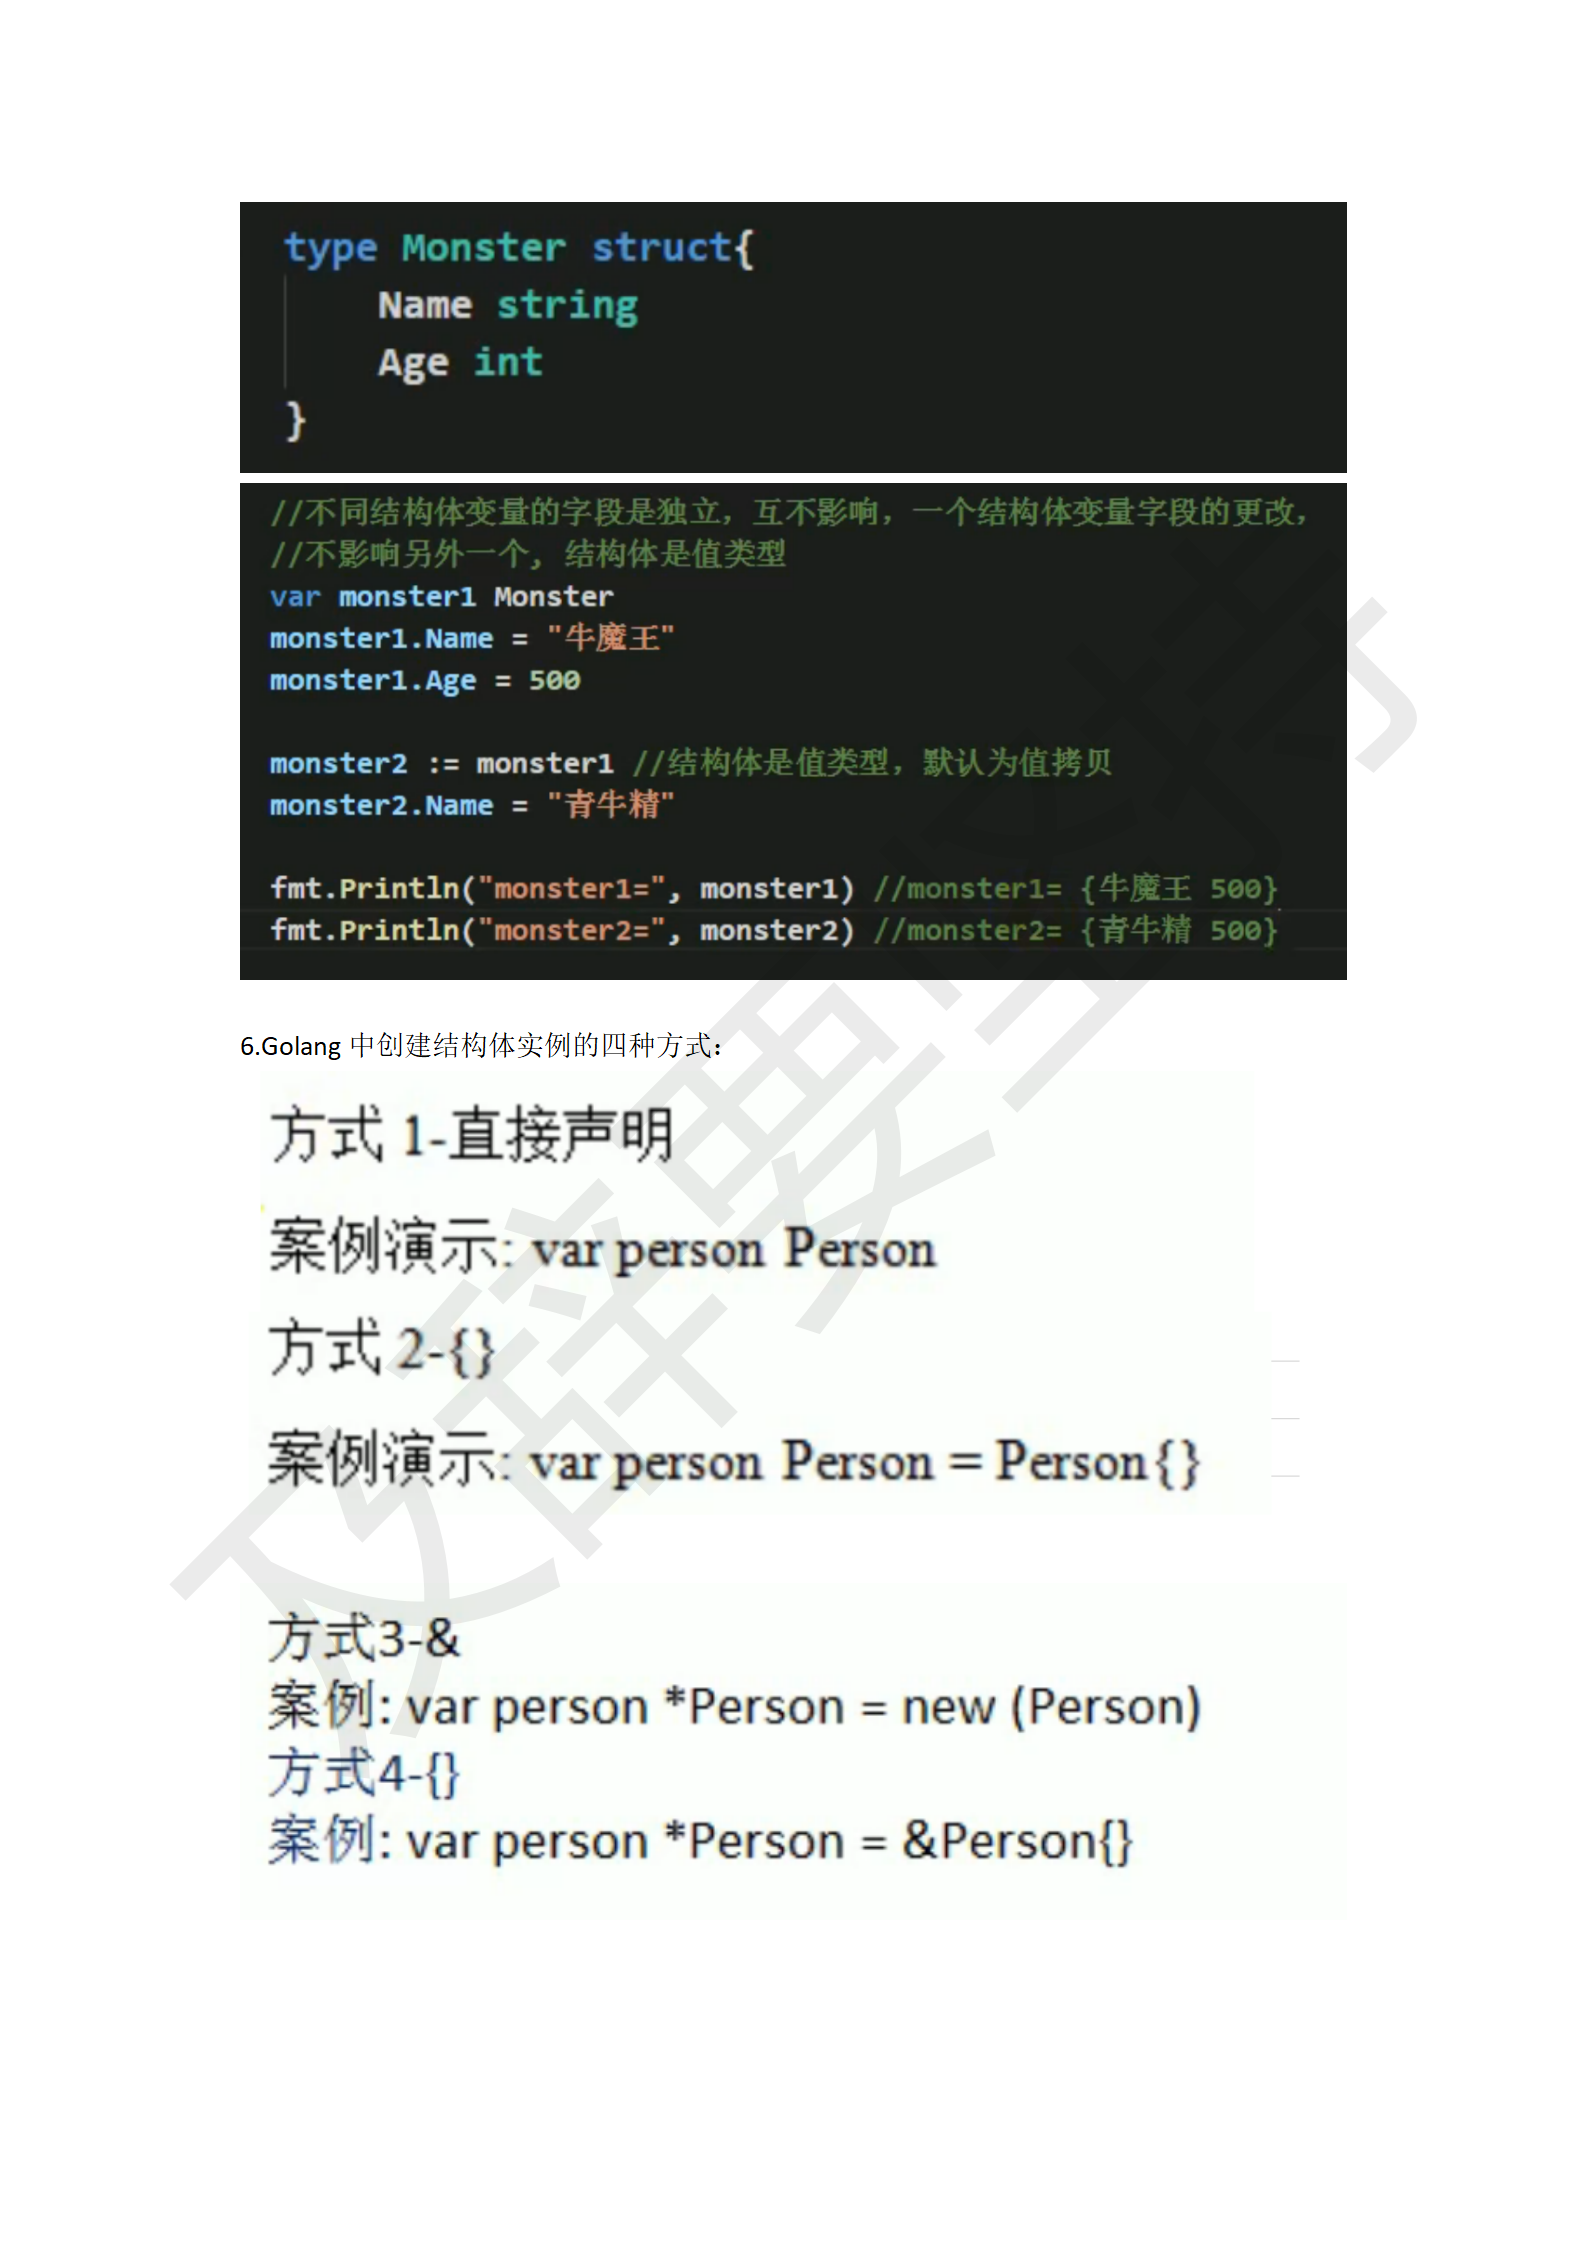 type Monster struct{
Name string
Age int
}
//不同结构体变量的字段是独立，互不影响，一个结构体变量字段的更改，
//不影响另外一个, 结构体是值类型
var monster1 Monster
monster1.Name = "牛魔王"
monster1.Age = 500
monster2 := monster1 //结构体是值类型，默认为值拷贝
monster2.Name = "青牛精"
fmt.Println("monster1=", monster1) //monster1= {牛魔王 500}
fmt.Println("monster2=", monster2) //monster2= {青牛精 500}
6.Golang 中创建结构体实例的四种方式：
方式 1-直接声明
案例演示: var person Person
方式 2-{}
案例演示: var person Person = Person{}
方式3-&
案例: var person *Person = new (Person)
方式4-{}
案例: var person *Person = &Person{}